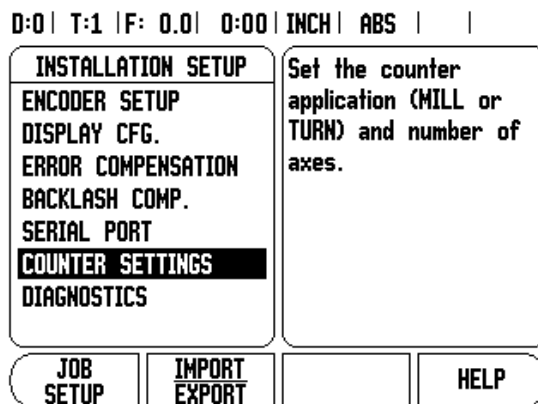 D:0| T:1 |F: 0.0| 0:00|INCH| ABS | |
INSTALLATION SETUP
ENCODER SETUP
DISPLAY CFG.
ERROR COMPENSATION
BACKLASH COMP.
SERIAL PORT
COUNTER SETTINGS
DIAGNOSTICS
Set the counter
application (MILL or
TURN) and number of
axes.
JOB
SETUP
IMPORT
EXPORT
HELP